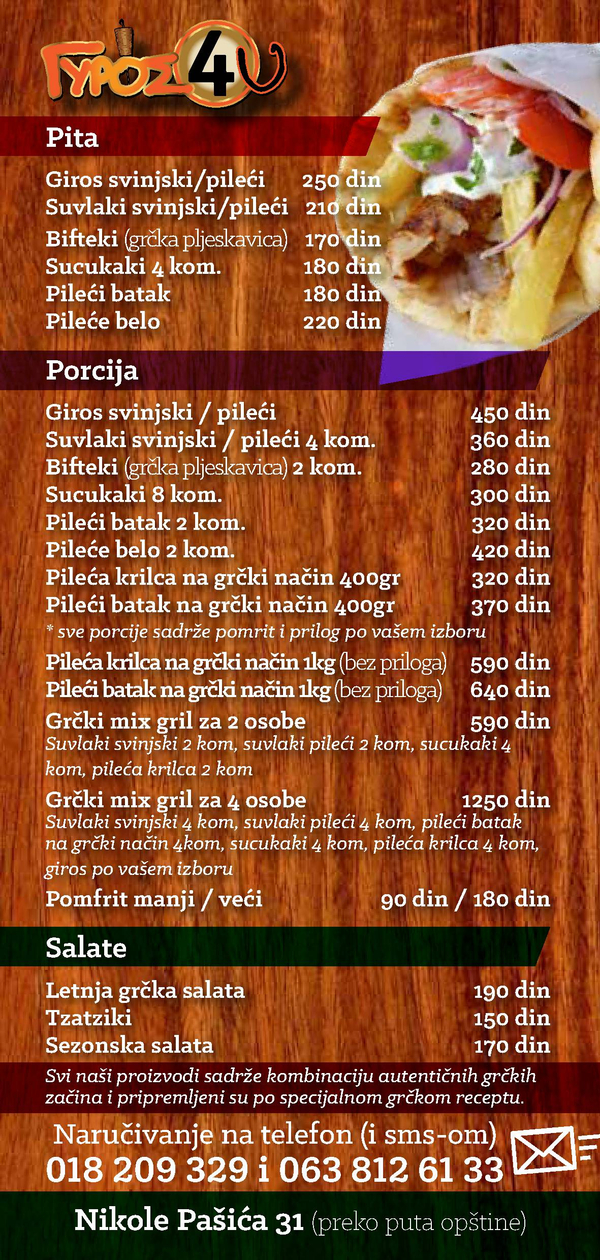 ΓΥΡΟΣ 4U
Pita
Giros svinjski/pileći 250 din
Suvlaki svinjski/pileći 210 din
Bifteki (grčka pljeskavica) 170 din
Sucukaki 4 kom. 180 din
Pileći batak 180 din
Pileće belo 220 din
Porcija
Giros svinjski / pileći 450 din
Suvlaki svinjski / pileći 4 kom. 360 din
Bifteki (grčka pljeskavica) 2 kom. 280 din
Sucukaki 8 kom. 300 din
Pileći batak 2 kom. 320 din
Pileće belo 2 kom. 420 din
Pileća krilca na grčki način 400gr 320 din
Pileći batak na grčki način 400gr 370 din
* sve porcije sadrže pomrit i prilog po vašem izboru
Pileća krilca na grčki način 1kg (bez priloga) 590 din
Pileći batak na grčki način 1kg (bez priloga) 640 din
Grčki mix gril za 2 osobe 590 din
Suvlaki svinjski 2 kom, suvlaki pileći 2 kom, sucukaki 4
kom, pileća krilca 2 kom
Grčki mix gril za 4 osobe 1250 din
Suvlaki svinjski 4 kom, suvlaki pileći 4 kom, pileći batak
na grčki način 4kom, sucukaki 4 kom, pileća krilca 4 kom,
giros po vašem izboru
Pomfrit manji / veći 90 din / 180 din
Salate
Letnja grčka salata 190 din
Tzatziki 150 din
Sezonska salata 170 din
Svi naši proizvodi sadrže kombinaciju autentičnih grčkih
začina i pripremljeni su po specijalnom grčkom receptu.
Naručivanje na telefon (i sms-om)
018 209 329 i 063 812 61 33
Nikole Pašića 31 (preko puta opštine)